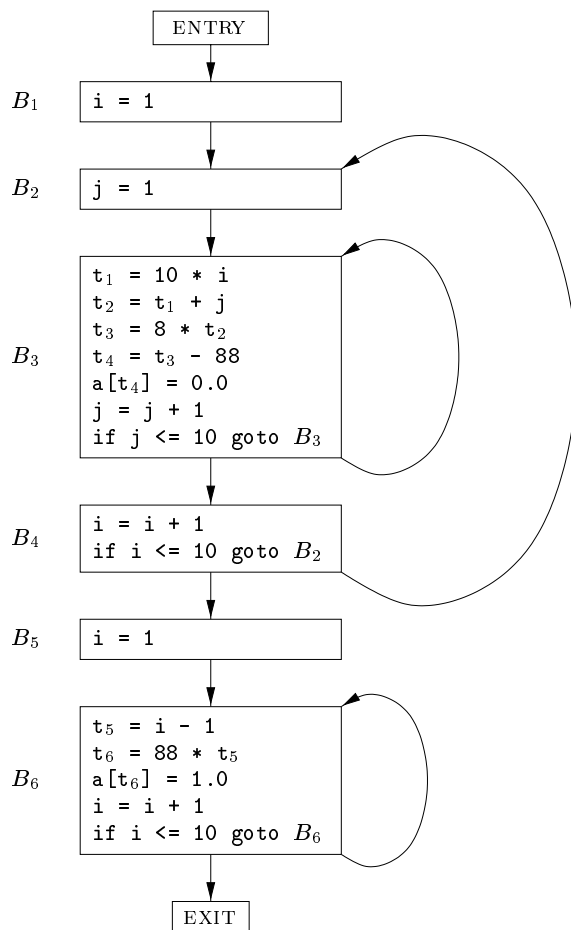 ENTRY
B₁
i = 1
B₂
j = 1
B₃
t₁ = 10 * i
t₂ = t₁ + j
t₃ = 8 * t₂
t₄ = t₃ - 88
a[t₄] = 0.0
j = j + 1
if j <= 10 goto B₃
B₄
i = i + 1
if i <= 10 goto B₂
B₅
i = 1
B₆
t₅ = i - 1
t₆ = 88 * t₅
a[t₆] = 1.0
i = i + 1
if i <= 10 goto B₆
EXIT